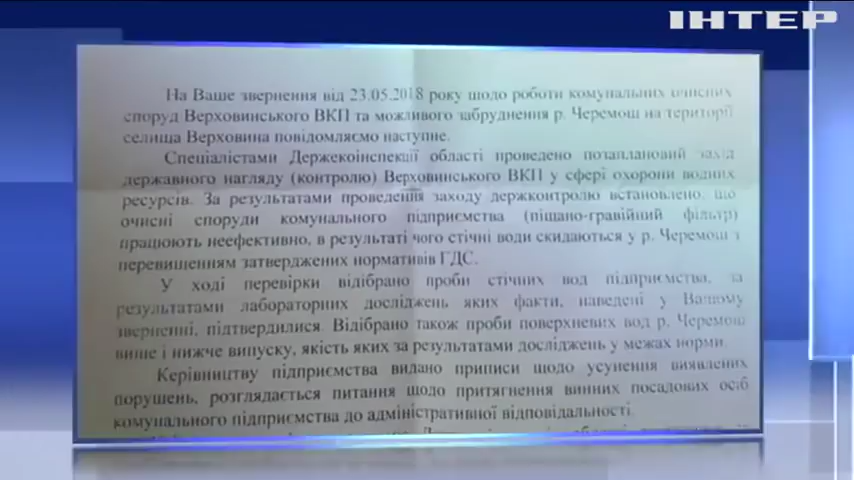 ІНТЕР
На Ваше звернення від 23.05.2018 року щодо роботи комунальних очисних
споруд Верховинського ВКП та можливого забруднення р. Черемош на території
селища Верховина повідомляємо наступне.
Спеціалістами Держекоінспекції області проведено позаплановий захід
державного нагляду (контролю) Верховинського ВКП у сфері охорони водних
ресурсів. За результатами проведення заходу держконтролю встановлено, що
очисні споруди комунального підприємства (піщано-гравійний фільтр)
працюють неефективно, в результаті чого стічні води скидаються у р. Черемош з
перевищенням затверджених нормативів ГДС.
У ході перевірки відібрано проби стічних вод підприємства, за
результатами лабораторних досліджень яких факти, наведені у Вашому
зверненні, підтвердилися. Відібрано також проби поверхневих вод р. Черемош
вище і нижче випуску, якість яких за результатами досліджень у межах норми.
Керівництву підприємства видано приписи щодо усунення виявлених
порушень, розглядається питання щодо притягнення винних посадових осіб
комунального підприємства до адміністративної відповідальності.